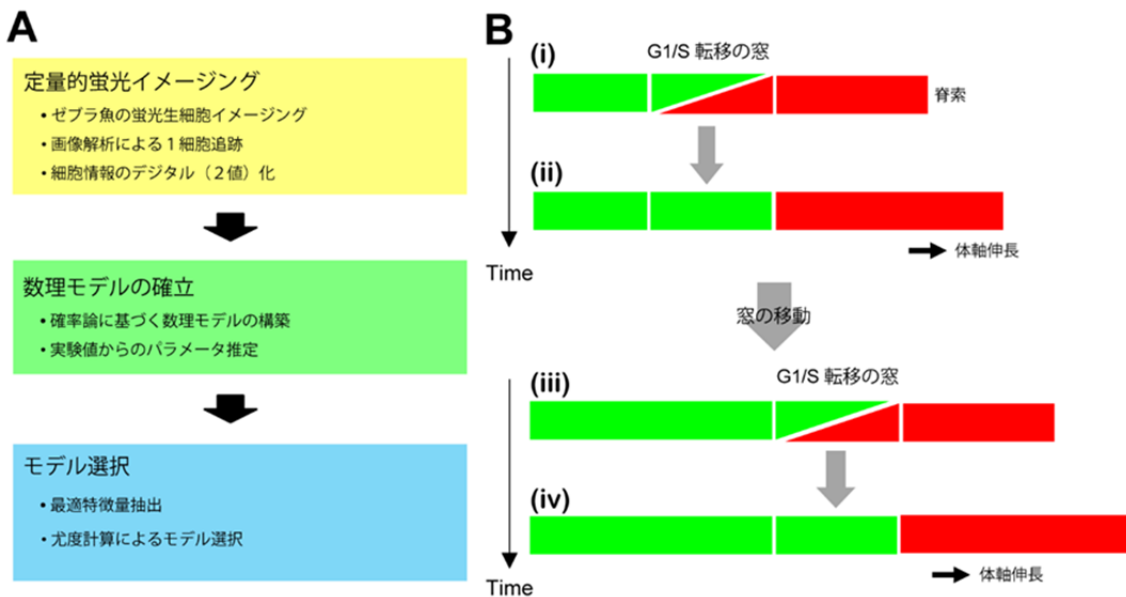 A
定量的蛍光イメージング
• ゼブラ魚の蛍光生細胞イメージング
• 画像解析による１細胞追跡
• 細胞情報のデジタル（２値）化
数理モデルの確立
• 確率論に基づく数理モデルの構築
• 実験値からのパラメータ推定
モデル選択
• 最適特徴量抽出
• 尤度計算によるモデル選択
B
(i)
G1/S 転移の窓
脊索
(ii)
体軸伸長
Time
窓の移動
(iii)
G1/S 転移の窓
(iv)
体軸伸長
Time